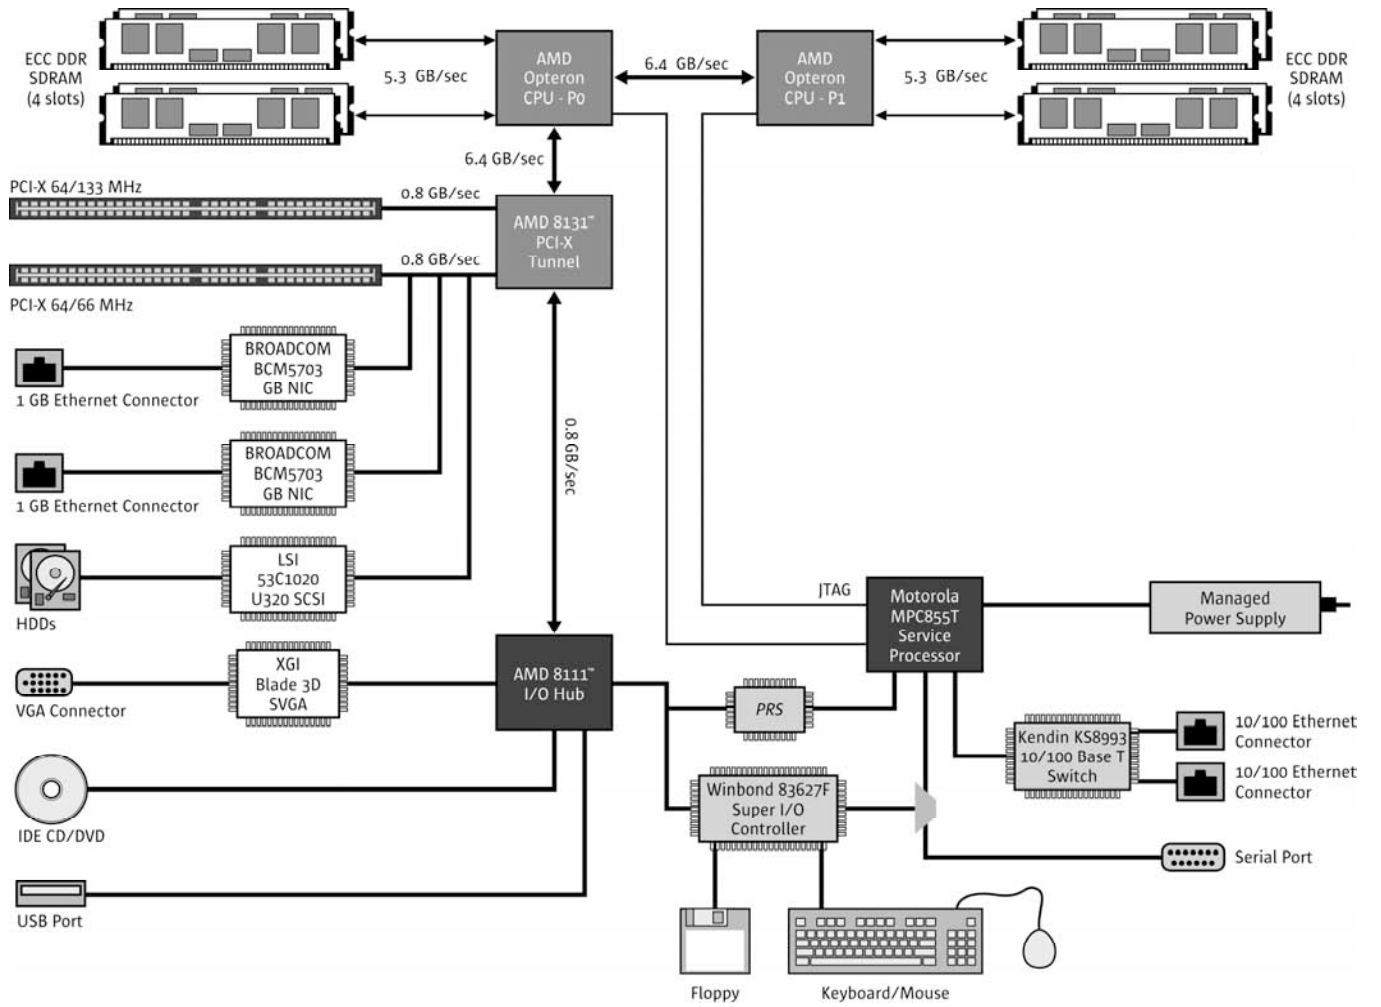 ECC DDR
SDRAM
(4 slots)
5.3 GB/sec
AMD
Opteron
CPU - P0
6.4 GB/sec
AMD
Opteron
CPU - P1
5.3 GB/sec
ECC DDR
SDRAM
(4 slots)
6.4 GB/sec
PCI-X 64/133 MHz
0.8 GB/sec
AMD 8131™
PCI-X
Tunnel
0.8 GB/sec
PCI-X 64/66 MHz
BROADCOM
BCM5703
GB NIC
1 GB Ethernet Connector
0.8 GB/sec
BROADCOM
BCM5703
GB NIC
1 GB Ethernet Connector
LSI
53C1020
U320 SCSI
HDDs
JTAG
Motorola
MPC855T
Service
Processor
Managed
Power Supply
XGI
Blade 3D
SVGA
VGA Connector
AMD 8111™
I/O Hub
PRS
Kendin KS8993
10/100 Base T
Switch
10/100 Ethernet
Connector
10/100 Ethernet
Connector
IDE CD/DVD
Winbond 83627F
Super I/O
Controller
Serial Port
USB Port
Floppy
Keyboard/Mouse